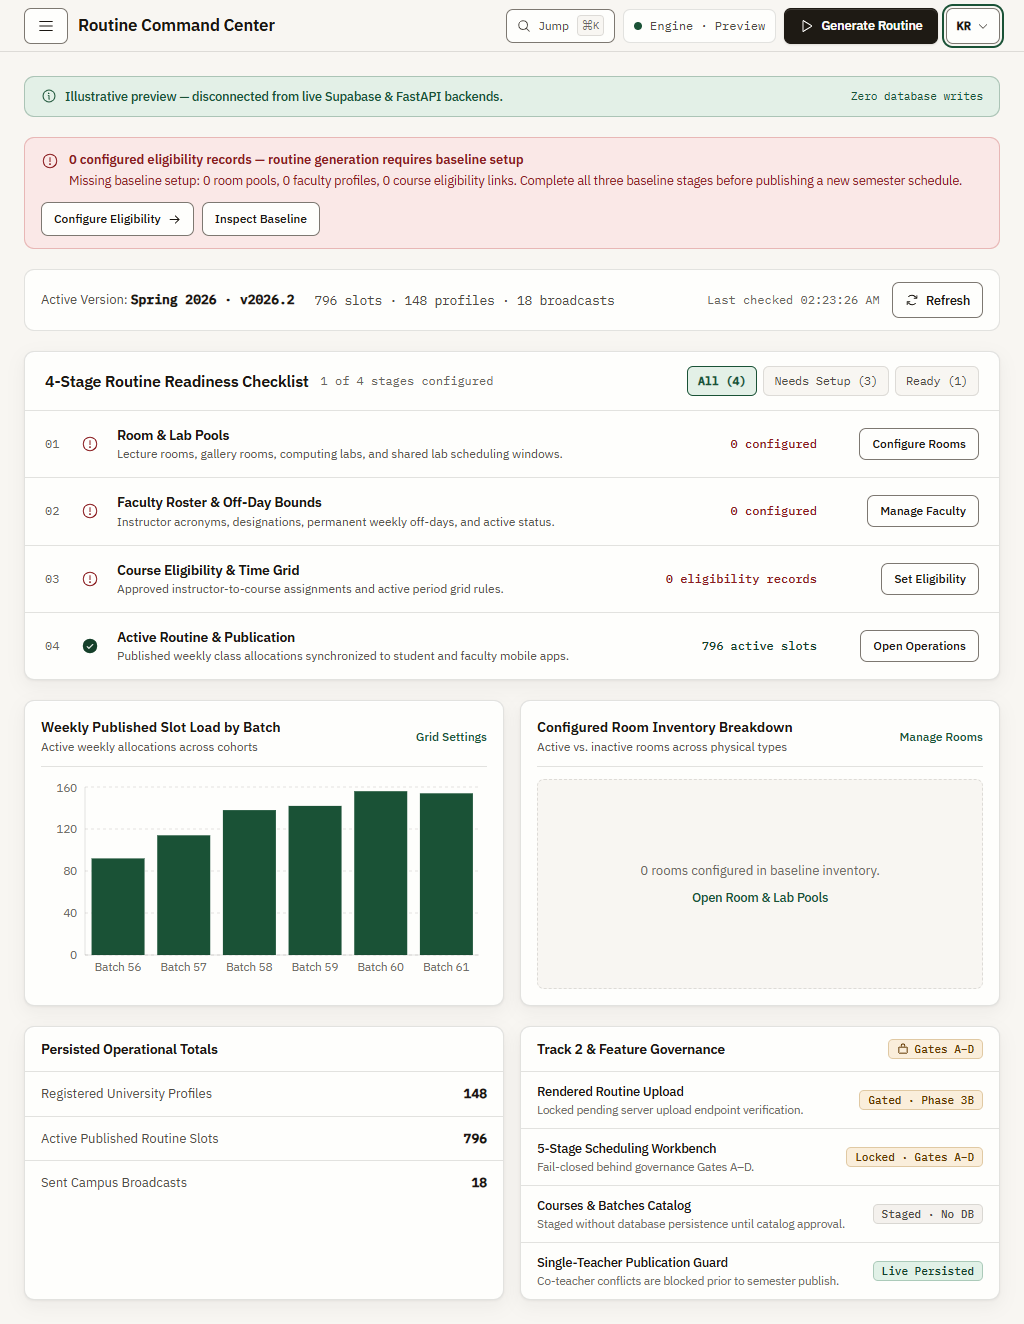 Routine Command Center
Jump ⌘K
Engine · Preview
Generate Routine
KR
Illustrative preview — disconnected from live Supabase & FastAPI backends.
Zero database writes
0 configured eligibility records — routine generation requires baseline setup
Missing baseline setup: 0 room pools, 0 faculty profiles, 0 course eligibility links. Complete all three baseline stages before publishing a new semester schedule.
Configure Eligibility →
Inspect Baseline
Active Version: Spring 2026 · v2026.2
796 slots · 148 profiles · 18 broadcasts
Last checked 02:23:26 AM
Refresh
4-Stage Routine Readiness Checklist
1 of 4 stages configured
All (4)
Needs Setup (3)
Ready (1)
01
Room & Lab Pools
Lecture rooms, gallery rooms, computing labs, and shared lab scheduling windows.
0 configured
Configure Rooms
02
Faculty Roster & Off-Day Bounds
Instructor acronyms, designations, permanent weekly off-days, and active status.
0 configured
Manage Faculty
03
Course Eligibility & Time Grid
Approved instructor-to-course assignments and active period grid rules.
0 eligibility records
Set Eligibility
04
Active Routine & Publication
Published weekly class allocations synchronized to student and faculty mobile apps.
796 active slots
Open Operations
Weekly Published Slot Load by Batch
Active weekly allocations across cohorts
Grid Settings
160
120
80
40
0
Batch 56 Batch 57 Batch 58 Batch 59 Batch 60 Batch 61
Configured Room Inventory Breakdown
Active vs. inactive rooms across physical types
Manage Rooms
0 rooms configured in baseline inventory.
Open Room & Lab Pools
Persisted Operational Totals
Registered University Profiles 148
Active Published Routine Slots 796
Sent Campus Broadcasts 18
Track 2 & Feature Governance
Gates A–D
Rendered Routine Upload
Locked pending server upload endpoint verification.
Gated · Phase 3B
5-Stage Scheduling Workbench
Fail-closed behind governance Gates A–D.
Locked · Gates A–D
Courses & Batches Catalog
Staged without database persistence until catalog approval.
Staged · No DB
Single-Teacher Publication Guard
Co-teacher conflicts are blocked prior to semester publish.
Live Persisted